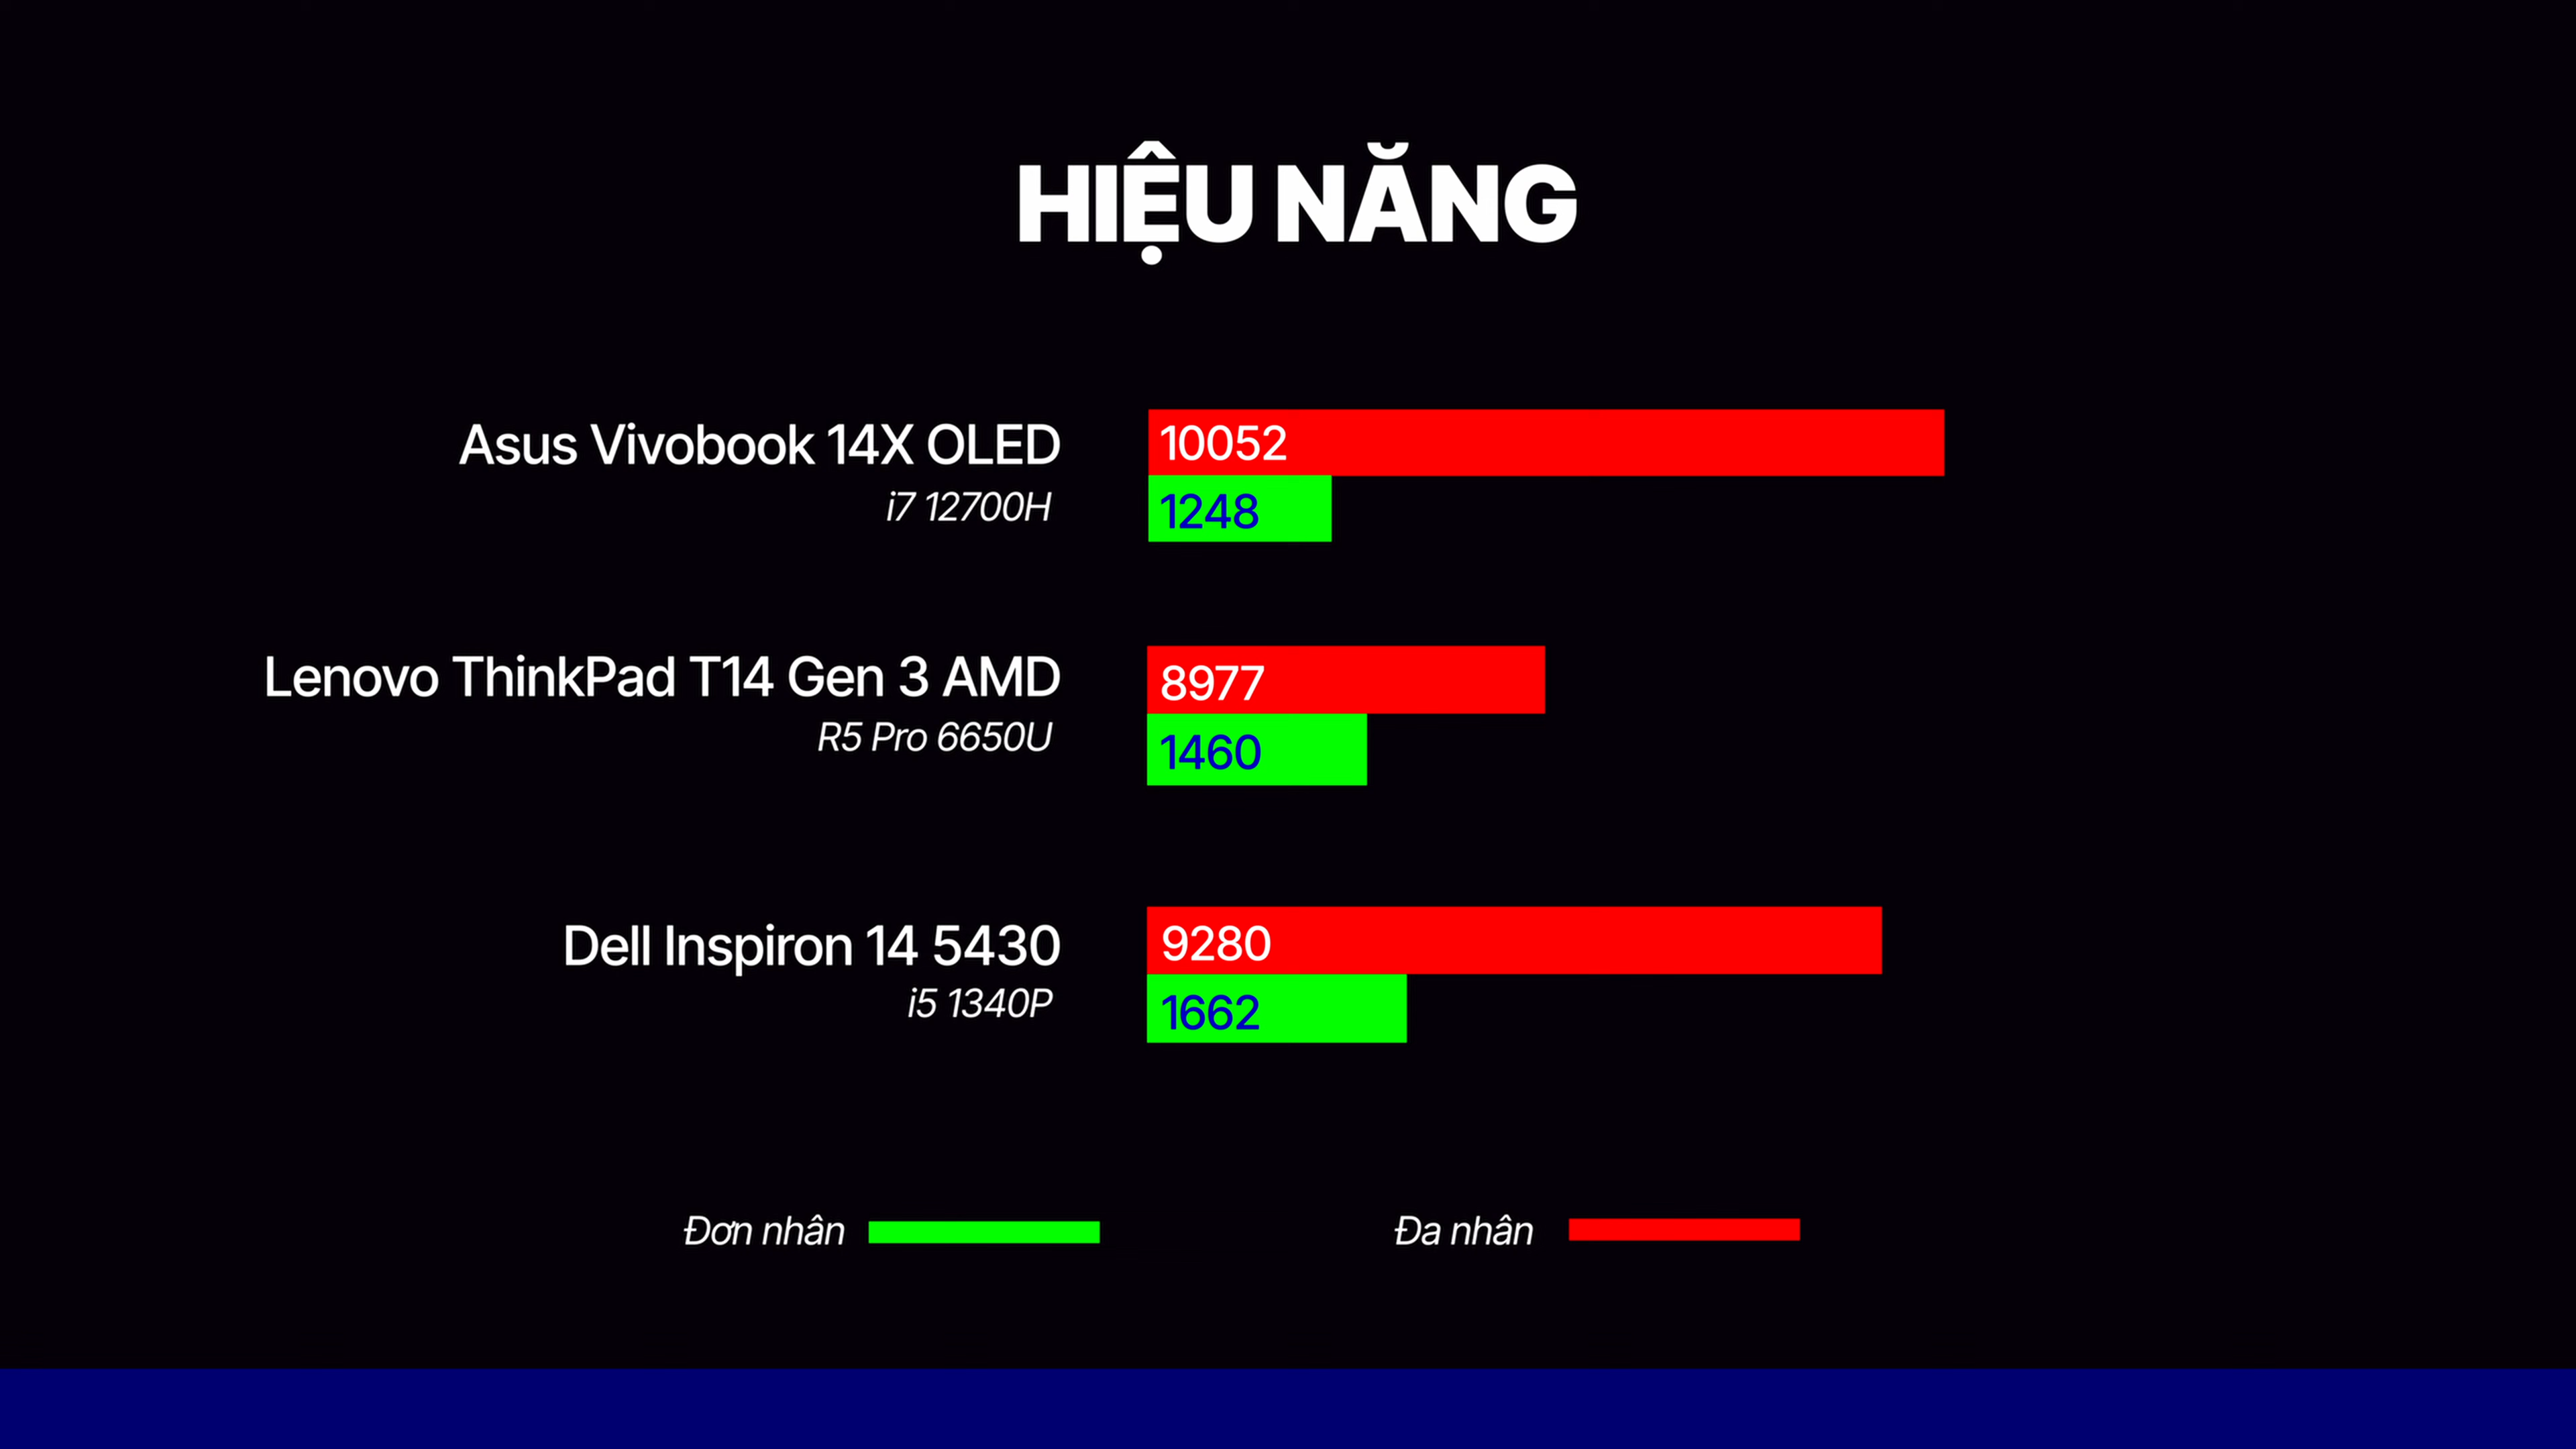 HIỆU NĂNG
Asus Vivobook 14X OLED
i7 12700H
10052
1248
Lenovo ThinkPad T14 Gen 3 AMD
R5 Pro 6650U
8977
1460
Dell Inspiron 14 5430
i5 1340P
9280
1662
Đơn nhân
Đa nhân